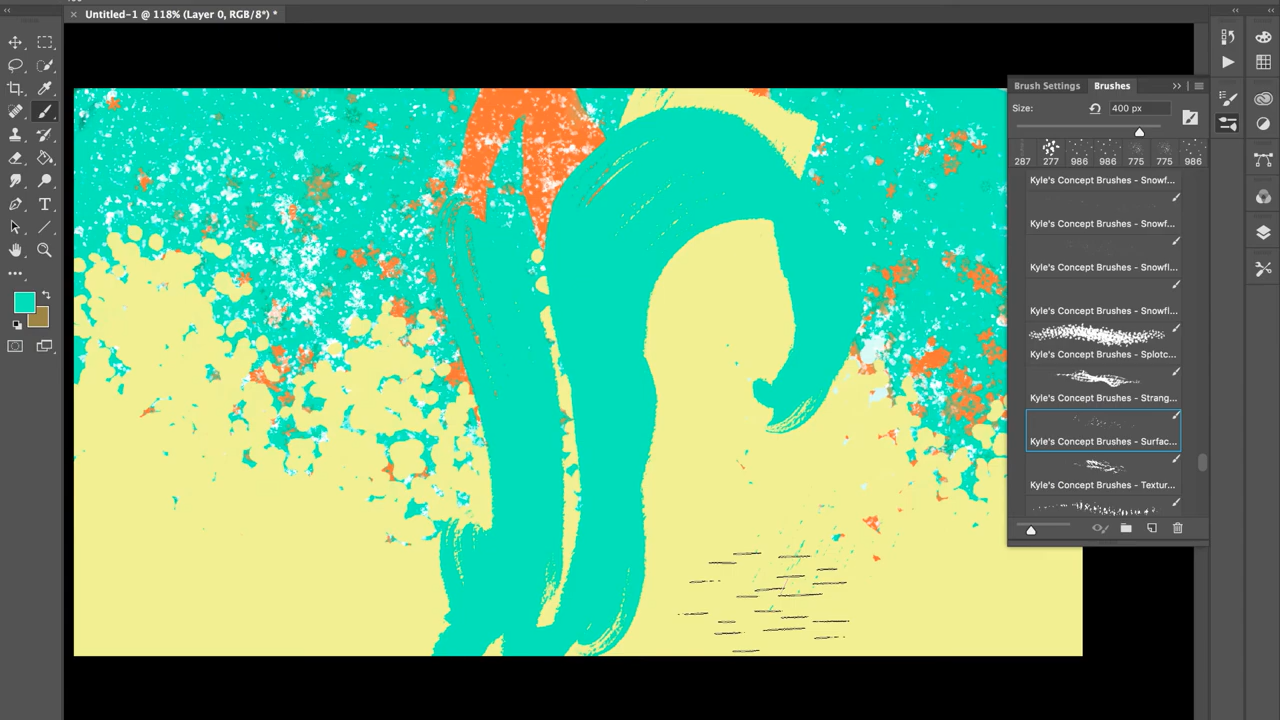 Untitled-1 @ 118% (Layer 0, RGB/8*) *
Brush Settings Brushes
Size: 400 px
287 277 986 986 775 775 986
Kyle's Concept Brushes - Snowf...
Kyle's Concept Brushes - Snowf...
Kyle's Concept Brushes - Snowfl...
Kyle's Concept Brushes - Snowfl...
Kyle's Concept Brushes - Splotc...
Kyle's Concept Brushes - Strang...
Kyle's Concept Brushes - Surfac...
Kyle's Concept Brushes - Textur...